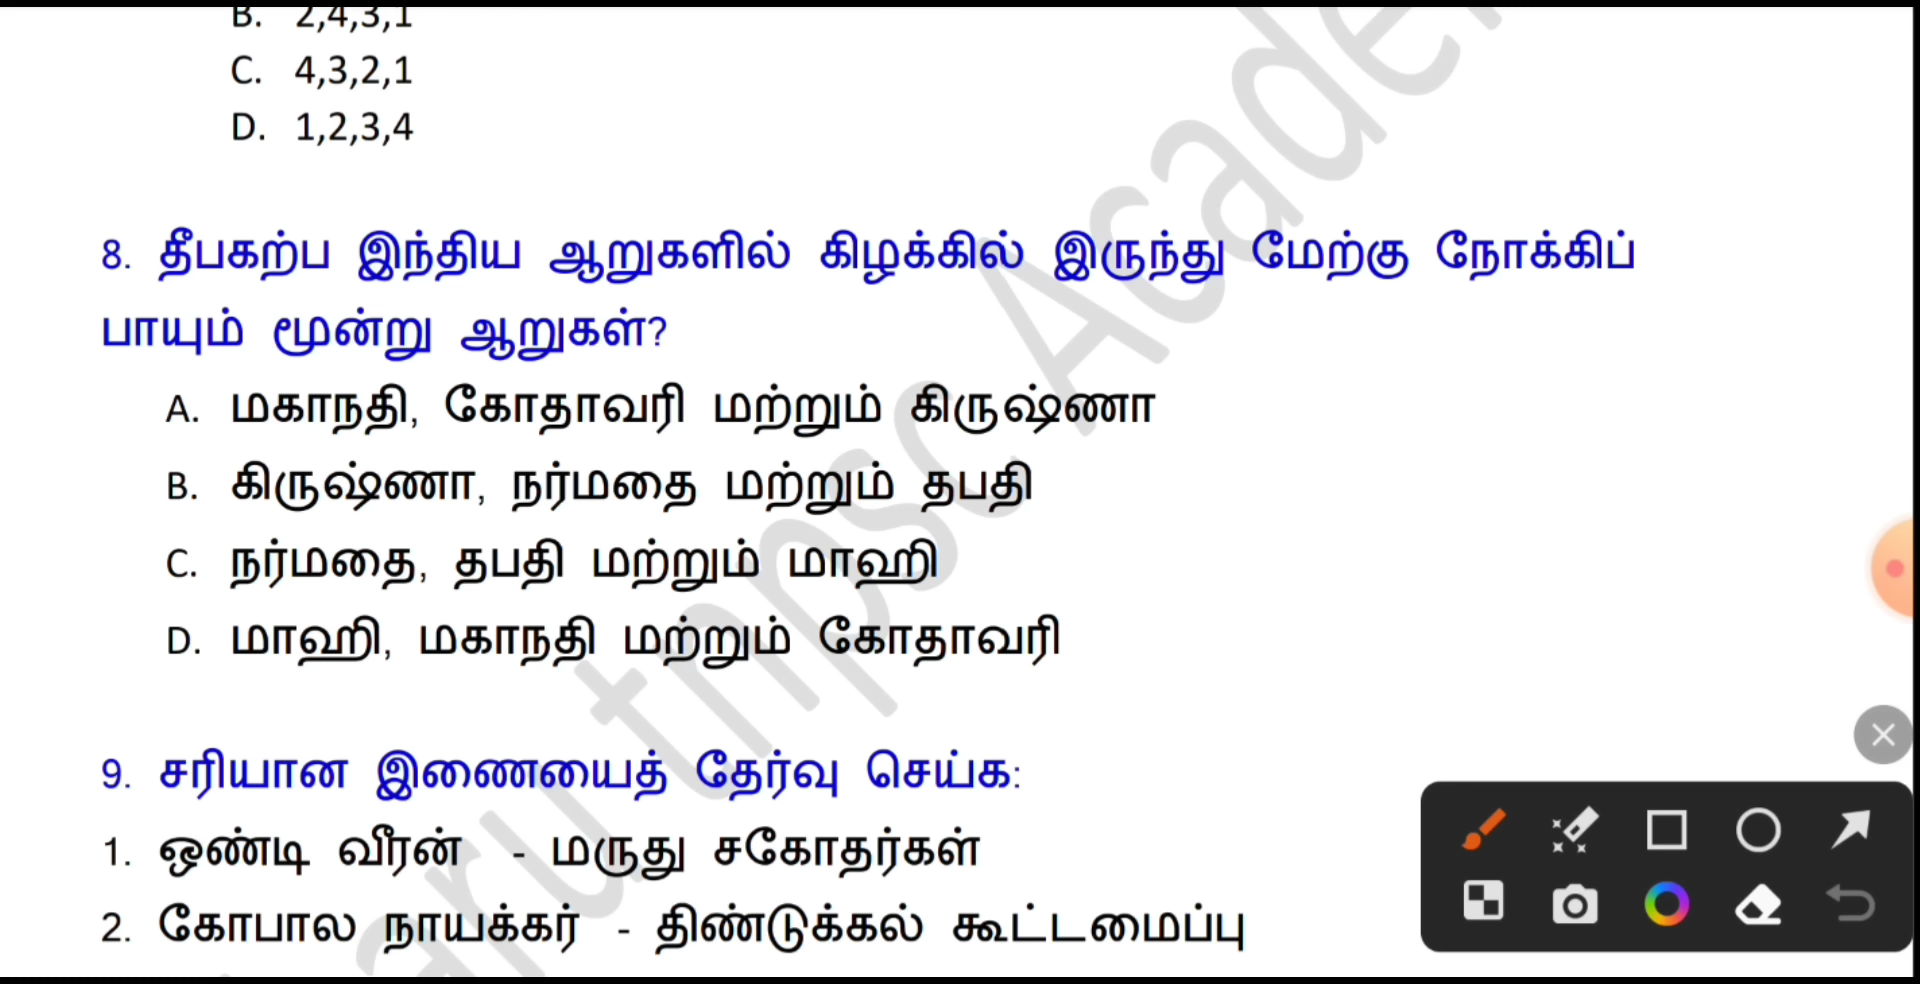 B. 2,4,3,1
C. 4,3,2,1
D. 1,2,3,4
8. தீபகற்ப இந்திய ஆறுகளில் கிழக்கில் இருந்து மேற்கு நோக்கிப்
பாயும் மூன்று ஆறுகள்?
A. மகாநதி, கோதாவரி மற்றும் கிருஷ்ணா
B. கிருஷ்ணா, நர்மதை மற்றும் தபதி
C. நர்மதை, தபதி மற்றும் மாஹி
D. மாஹி, மகாநதி மற்றும் கோதாவரி
9. சரியான இணையைத் தேர்வு செய்க:
1. ஒண்டி வீரன் - மருது சகோதர்கள்
2. கோபால நாயக்கர் - திண்டுக்கல் கூட்டமைப்பு
tnpsc